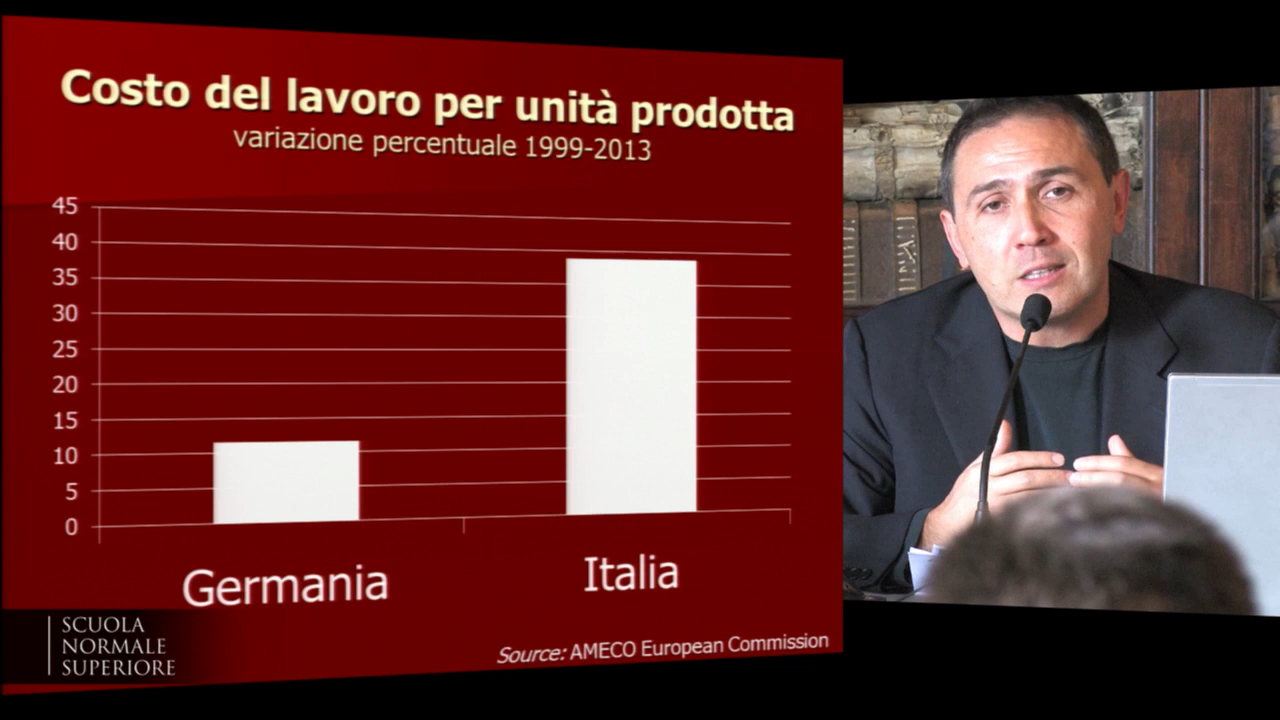 Costo del lavoro per unità prodotta
variazione percentuale 1999-2013
45
40
35
30
25
20
15
10
5
0
Germania
Italia
Source: AMECO European Commission
SCUOLA
NORMALE
SUPERIORE